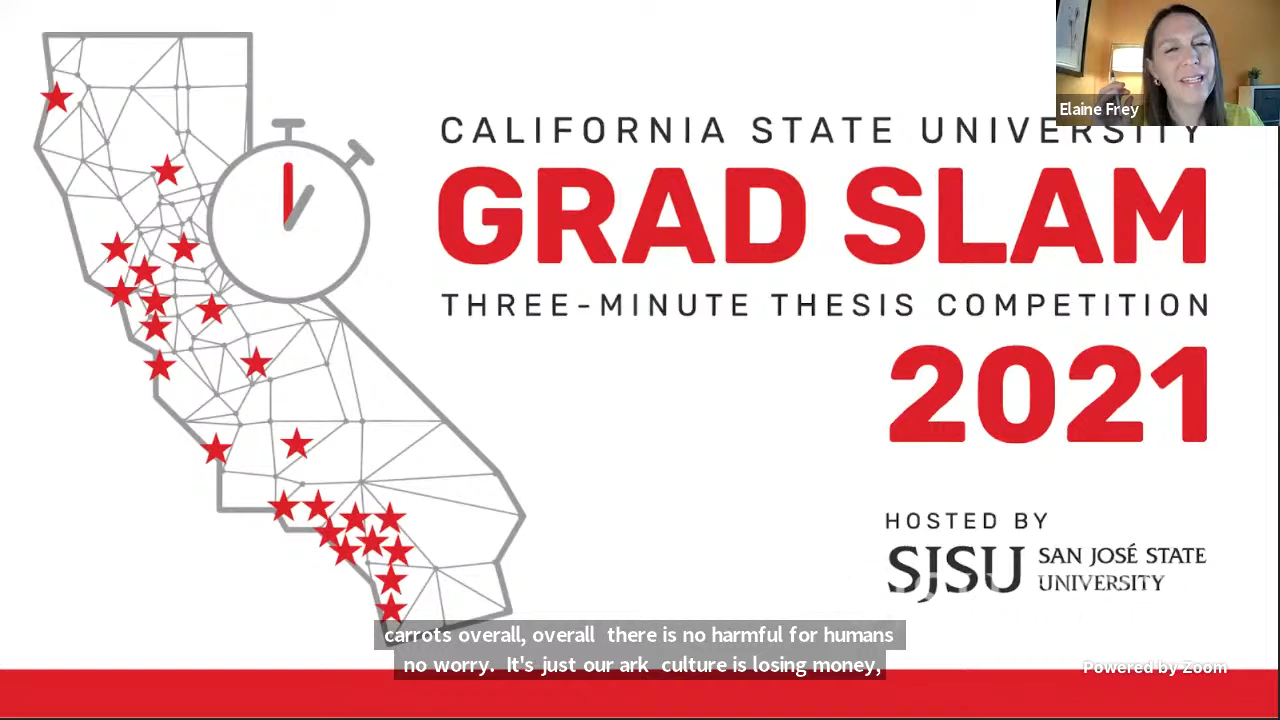 Elaine Frey
CALIFORNIA STATE UNIVERSITY
GRAD SLAM
THREE-MINUTE THESIS COMPETITION
2021
HOSTED BY
SJSU SAN JOSÉ STATE
UNIVERSITY
carrots overall, overall there is no harmful for humans
no worry. It's just our ark culture is losing money,
Powered by Zoom